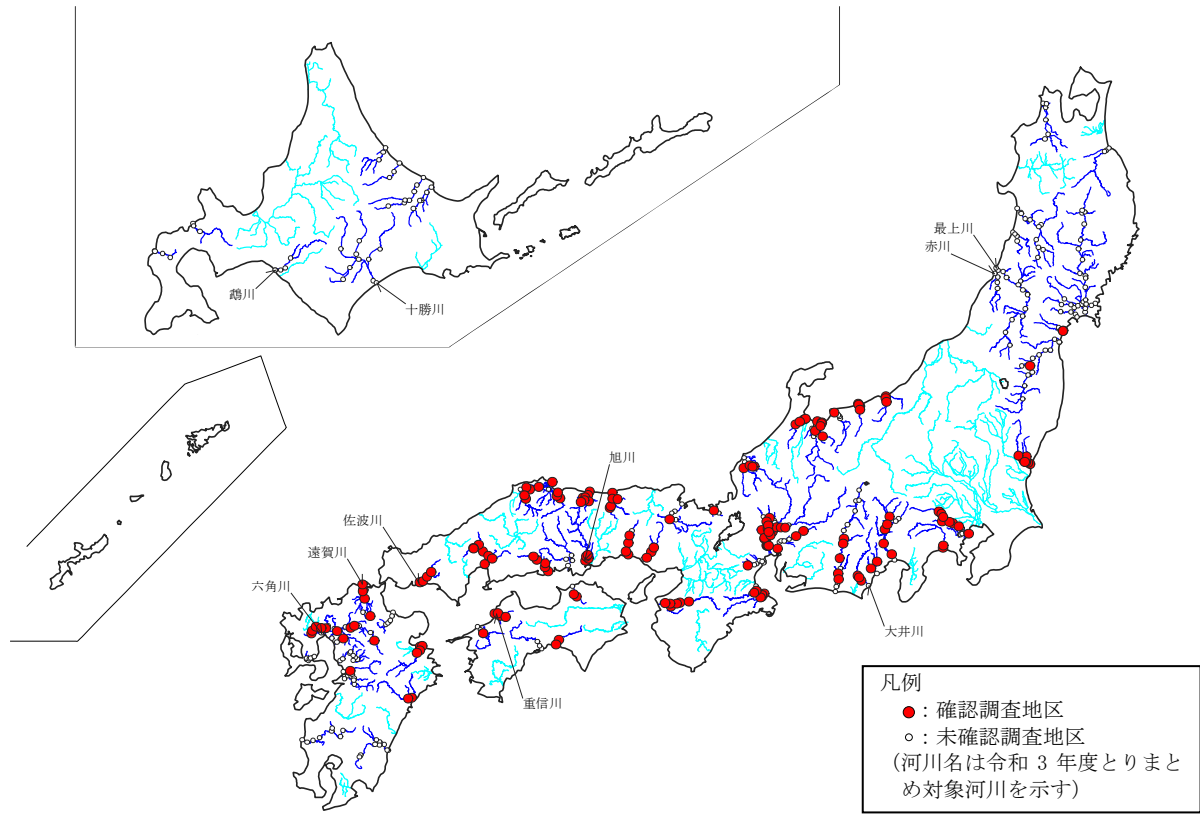 最上川
赤川
鵡川
十勝川
旭川
佐波川
遠賀川
六角川
大井川
重信川
凡例
●：確認調査地区
○：未確認調査地区
(河川名は令和 3 年度とりまと
め対象河川を示す)